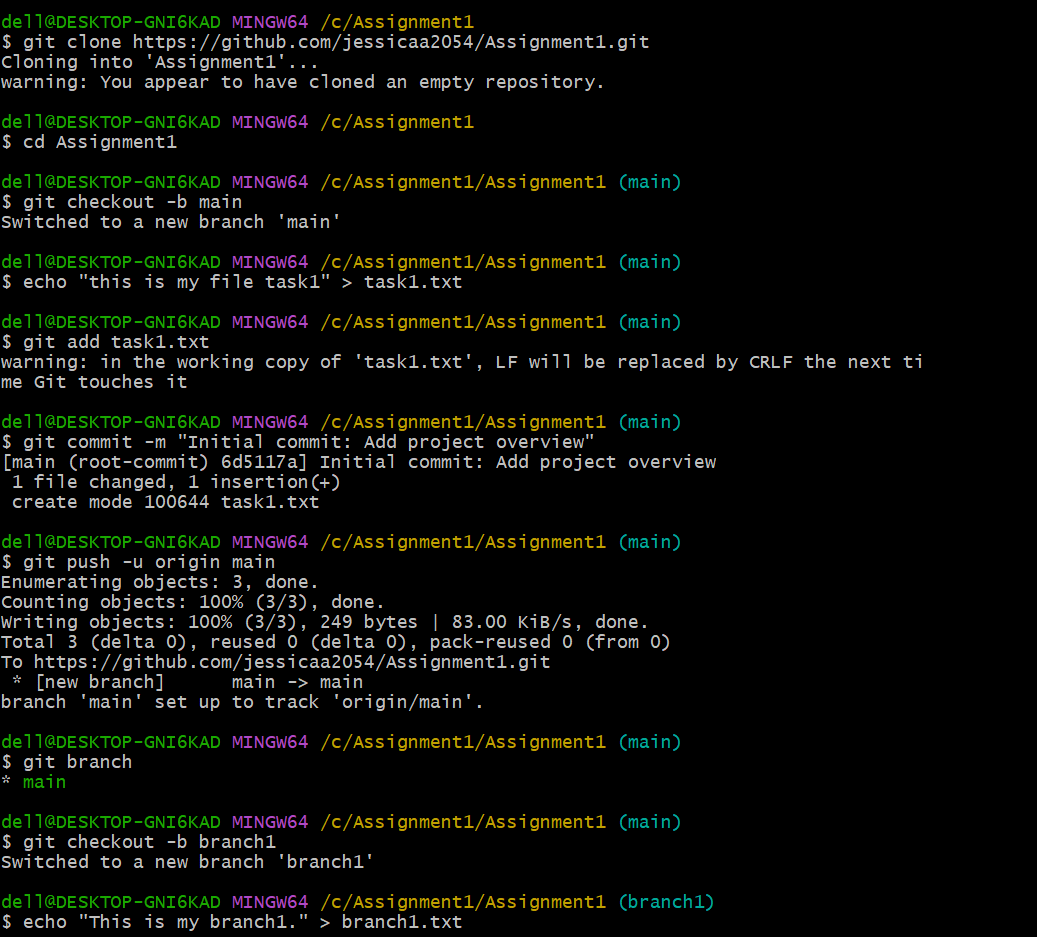 dell@DESKTOP-GNI6KAD MINGW64 /c/Assignment1
$ git clone https://github.com/jessicaa2054/Assignment1.git
Cloning into 'Assignment1'...
warning: You appear to have cloned an empty repository.
dell@DESKTOP-GNI6KAD MINGW64 /c/Assignment1
$ cd Assignment1
dell@DESKTOP-GNI6KAD MINGW64 /c/Assignment1/Assignment1 (main)
$ git checkout -b main
Switched to a new branch 'main'
dell@DESKTOP-GNI6KAD MINGW64 /c/Assignment1/Assignment1 (main)
$ echo "this is my file task1" > task1.txt
dell@DESKTOP-GNI6KAD MINGW64 /c/Assignment1/Assignment1 (main)
$ git add task1.txt
warning: in the working copy of 'task1.txt', LF will be replaced by CRLF the next ti
me Git touches it
dell@DESKTOP-GNI6KAD MINGW64 /c/Assignment1/Assignment1 (main)
$ git commit -m "Initial commit: Add project overview"
[main (root-commit) 6d5117a] Initial commit: Add project overview
 1 file changed, 1 insertion(+)
 create mode 100644 task1.txt
dell@DESKTOP-GNI6KAD MINGW64 /c/Assignment1/Assignment1 (main)
$ git push -u origin main
Enumerating objects: 3, done.
Counting objects: 100% (3/3), done.
Writing objects: 100% (3/3), 249 bytes | 83.00 KiB/s, done.
Total 3 (delta 0), reused 0 (delta 0), pack-reused 0 (from 0)
To https://github.com/jessicaa2054/Assignment1.git
 * [new branch]      main -> main
branch 'main' set up to track 'origin/main'.
dell@DESKTOP-GNI6KAD MINGW64 /c/Assignment1/Assignment1 (main)
$ git branch
* main
dell@DESKTOP-GNI6KAD MINGW64 /c/Assignment1/Assignment1 (main)
$ git checkout -b branch1
Switched to a new branch 'branch1'
dell@DESKTOP-GNI6KAD MINGW64 /c/Assignment1/Assignment1 (branch1)
$ echo "This is my branch1." > branch1.txt